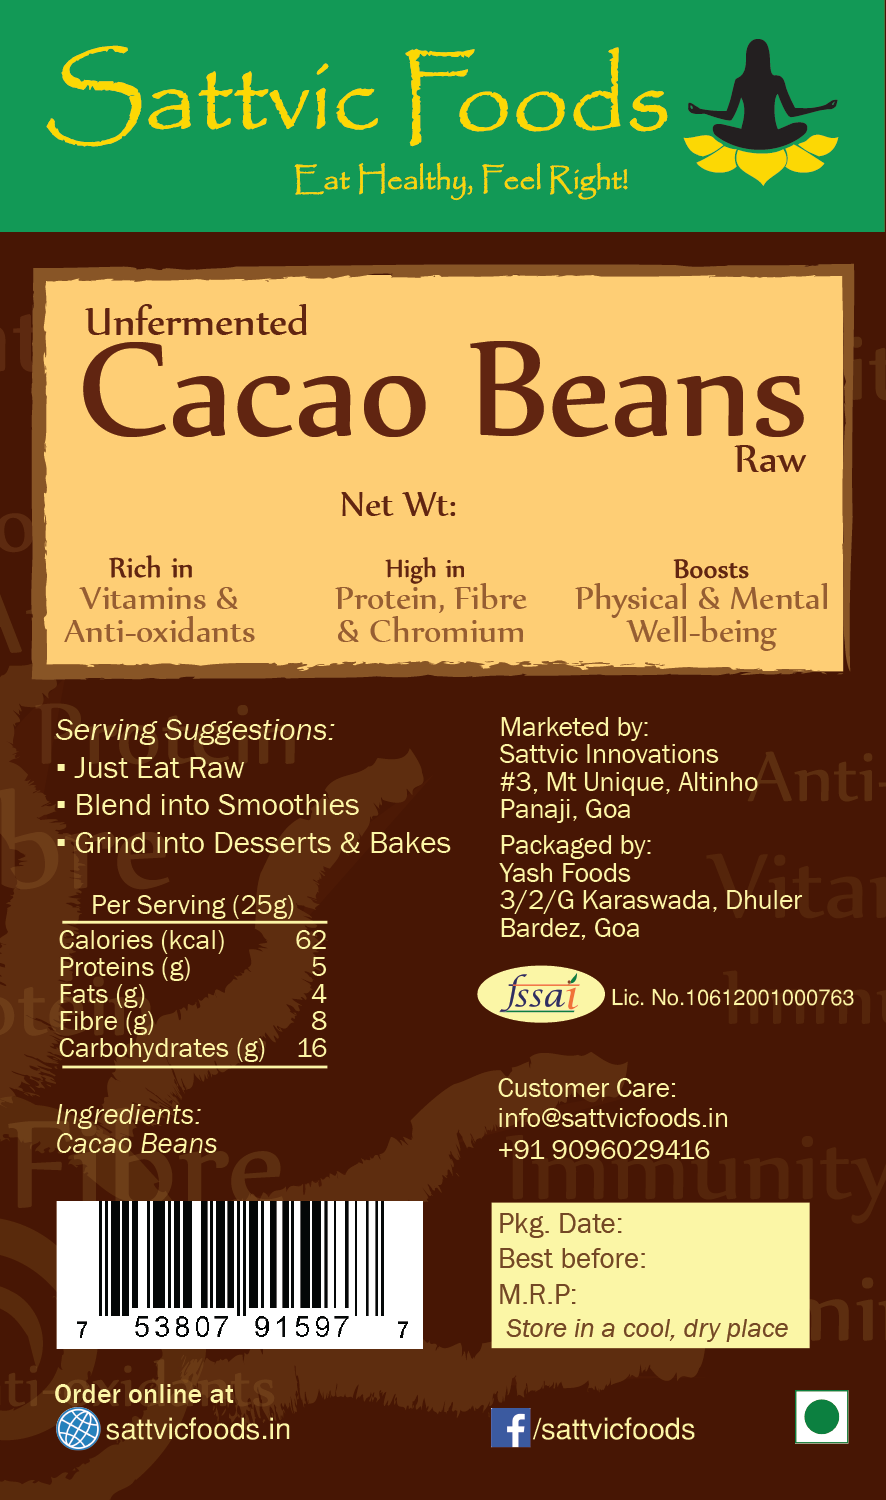 Sattvic Foods
Eat Healthy, Feel Right!
Unfermented
Cacao Beans
Raw
Net Wt:
Rich in
Vitamins &
Anti-oxidants
High in
Protein, Fibre
& Chromium
Boosts
Physical & Mental
Well-being
Serving Suggestions:
▪ Just Eat Raw
▪ Blend into Smoothies
▪ Grind into Desserts & Bakes
Per Serving (25g)
Calories (kcal) 62
Proteins (g) 5
Fats (g) 4
Fibre (g) 8
Carbohydrates (g) 16
Ingredients:
Cacao Beans
7 53807 91597 7
Order online at
sattvicfoods.in
Marketed by:
Sattvic Innovations
#3, Mt Unique, Altinho
Panaji, Goa
Packaged by:
Yash Foods
3/2/G Karaswada, Dhuler
Bardez, Goa
fssai Lic. No.10612001000763
Customer Care:
info@sattvicfoods.in
+91 9096029416
Pkg. Date:
Best before:
M.R.P:
Store in a cool, dry place
f/sattvicfoods
Protein
Fibre
Immunity